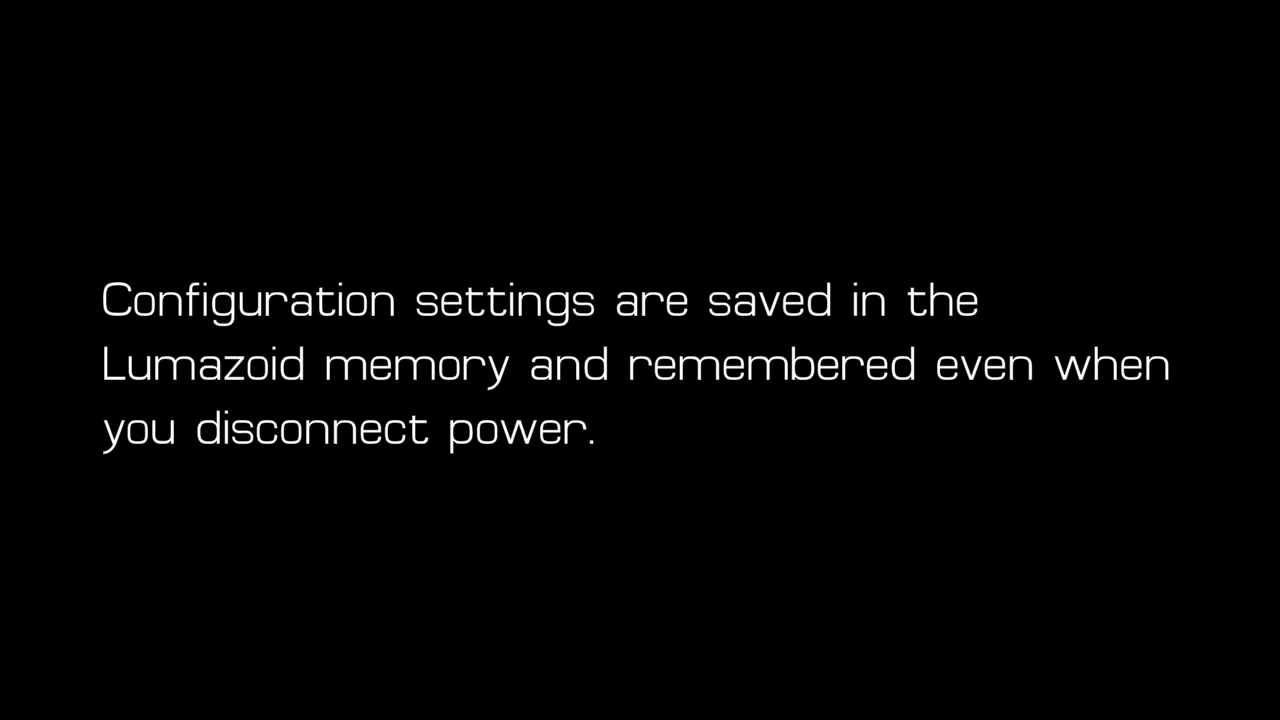 Configuration settings are saved in the
Lumazoid memory and remembered even when
you disconnect power.